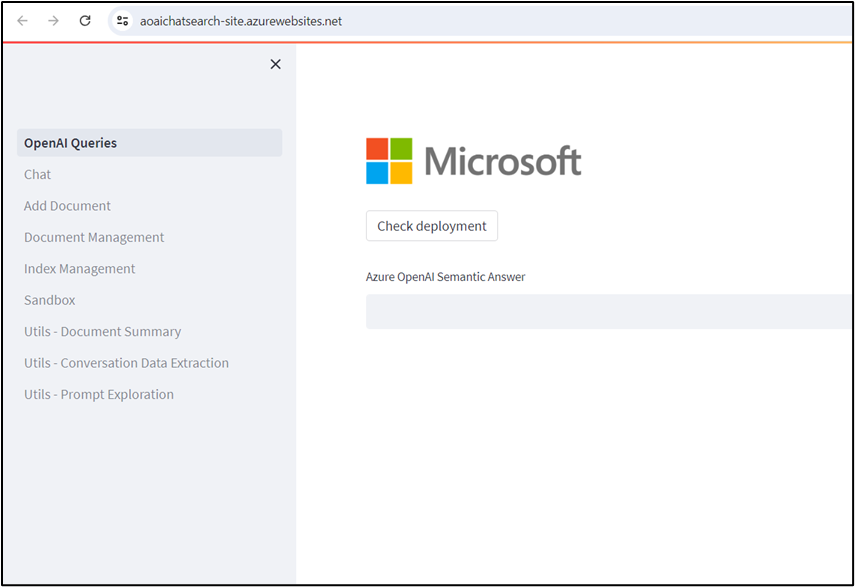 aoaichatsearch-site.azurewebsites.net
OpenAI Queries
Chat
Add Document
Document Management
Index Management
Sandbox
Utils - Document Summary
Utils - Conversation Data Extraction
Utils - Prompt Exploration
Microsoft
Check deployment
Azure OpenAI Semantic Answer